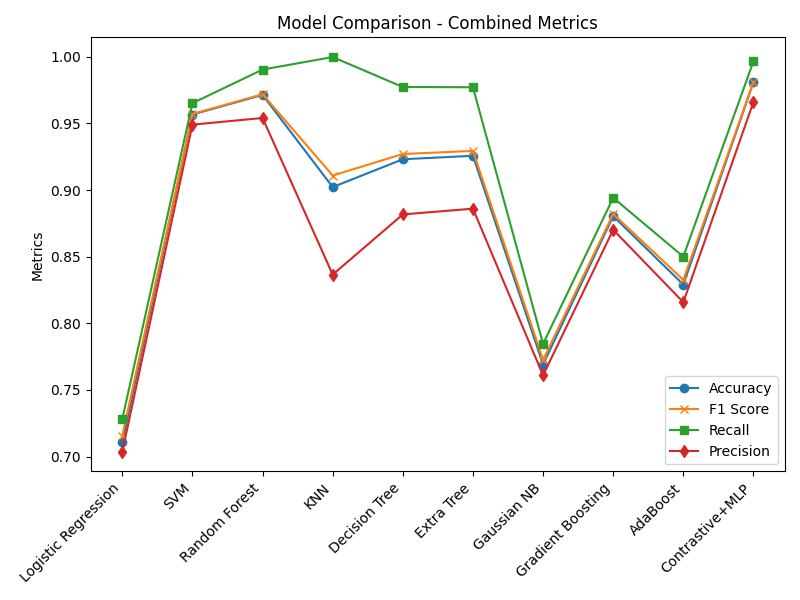 Model Comparison - Combined Metrics
Metrics
1.00
0.95
0.90
0.85
0.80
0.75
0.70
Accuracy
F1 Score
Recall
Precision
Logistic Regression
SVM
Random Forest
KNN
Decision Tree
Extra Tree
Gaussian NB
Gradient Boosting
AdaBoost
Contrastive+MLP